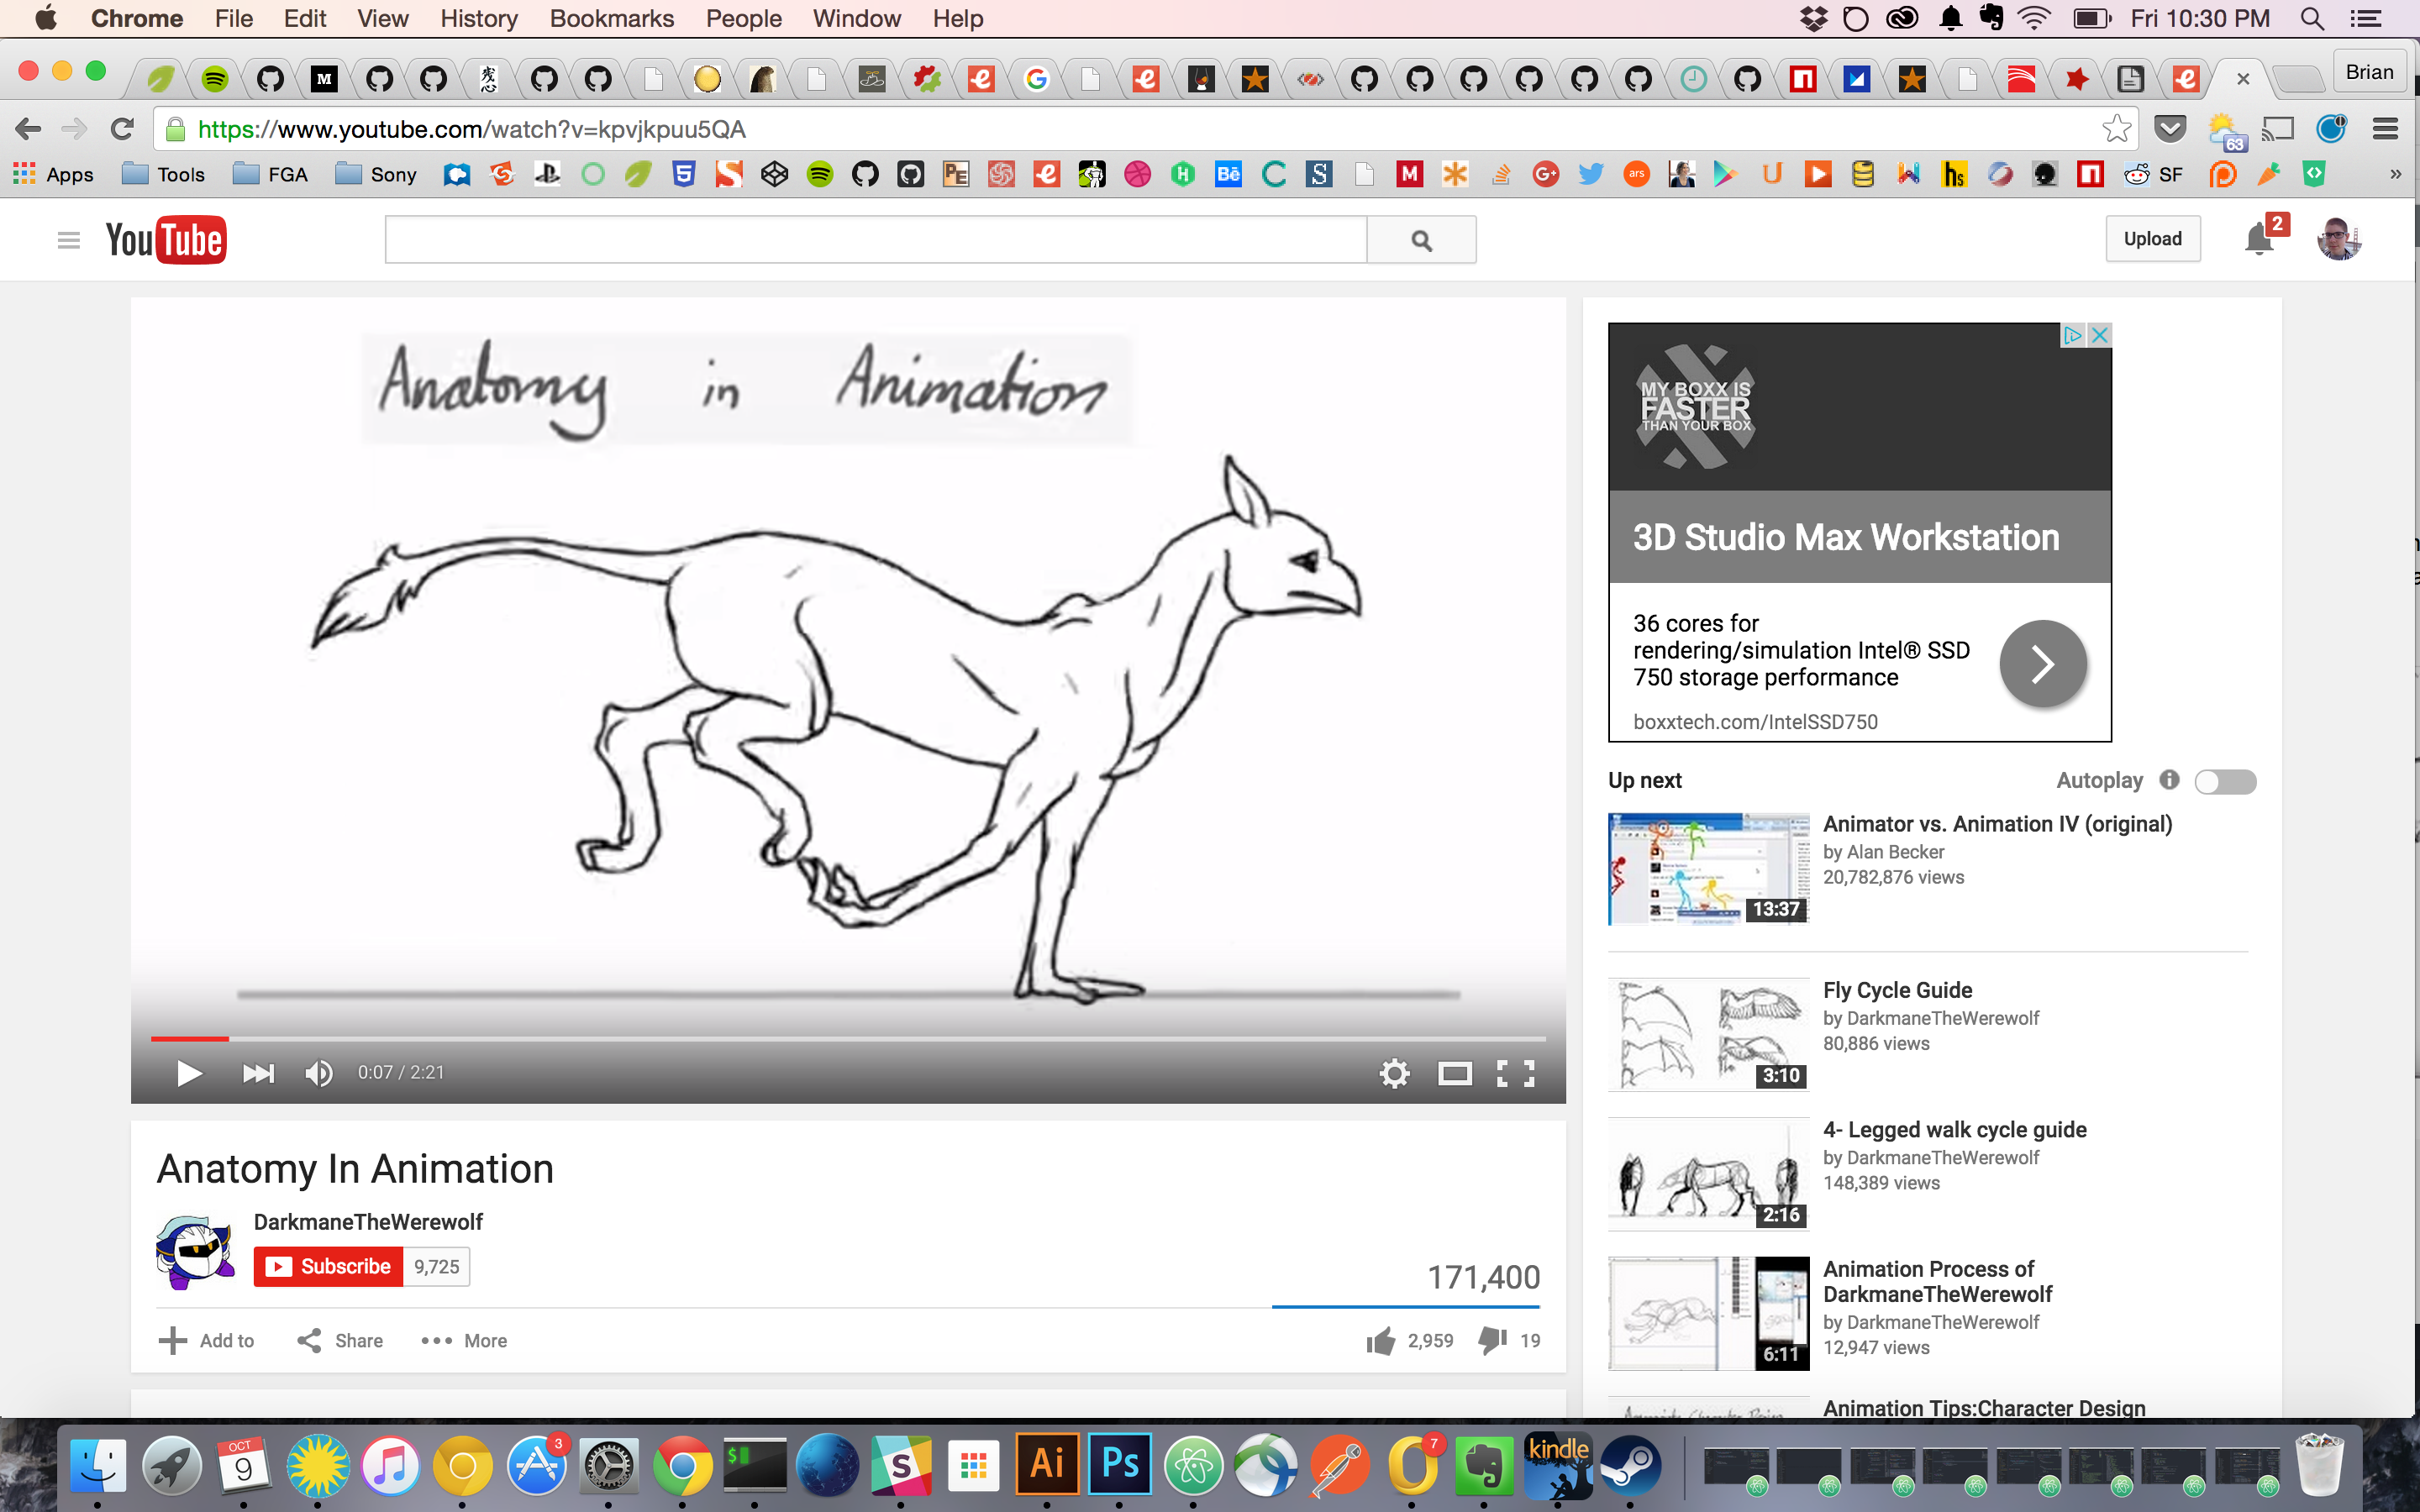 Chrome File Edit View History Bookmarks People Window Help
Fri 10:30 PM
Brian
https://www.youtube.com/watch?v=kpvjkpuu5QA
63
Apps Tools FGA Sony
SF
YouTube
Upload
2
Anatomy in Animation
MY BOXX IS
FASTER
THAN YOUR BOX
3D Studio Max Workstation
36 cores for
rendering/simulation Intel® SSD
750 storage performance
boxxtech.com/IntelSSD750
Up next
Autoplay
Animator vs. Animation IV (original)
by Alan Becker
20,782,876 views
13:37
Fly Cycle Guide
by DarkmaneTheWerewolf
80,886 views
3:10
4- Legged walk cycle guide
by DarkmaneTheWerewolf
148,389 views
2:16
Animation Process of
DarkmaneTheWerewolf
by DarkmaneTheWerewolf
12,947 views
6:11
Animation Tips:Character Design
0:07 / 2:21
Anatomy In Animation
DarkmaneTheWerewolf
Subscribe 9,725
171,400
Add to Share More
2,959 19
OCT
9
3
$
S
Ai
Ps
7
kindle